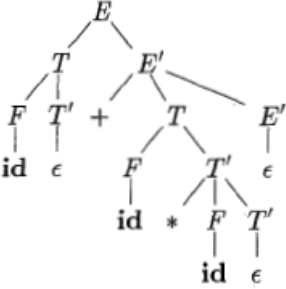 E
T E′
F T′ + T E′
id ϵ F T′ ϵ
id * F T′
id ϵ